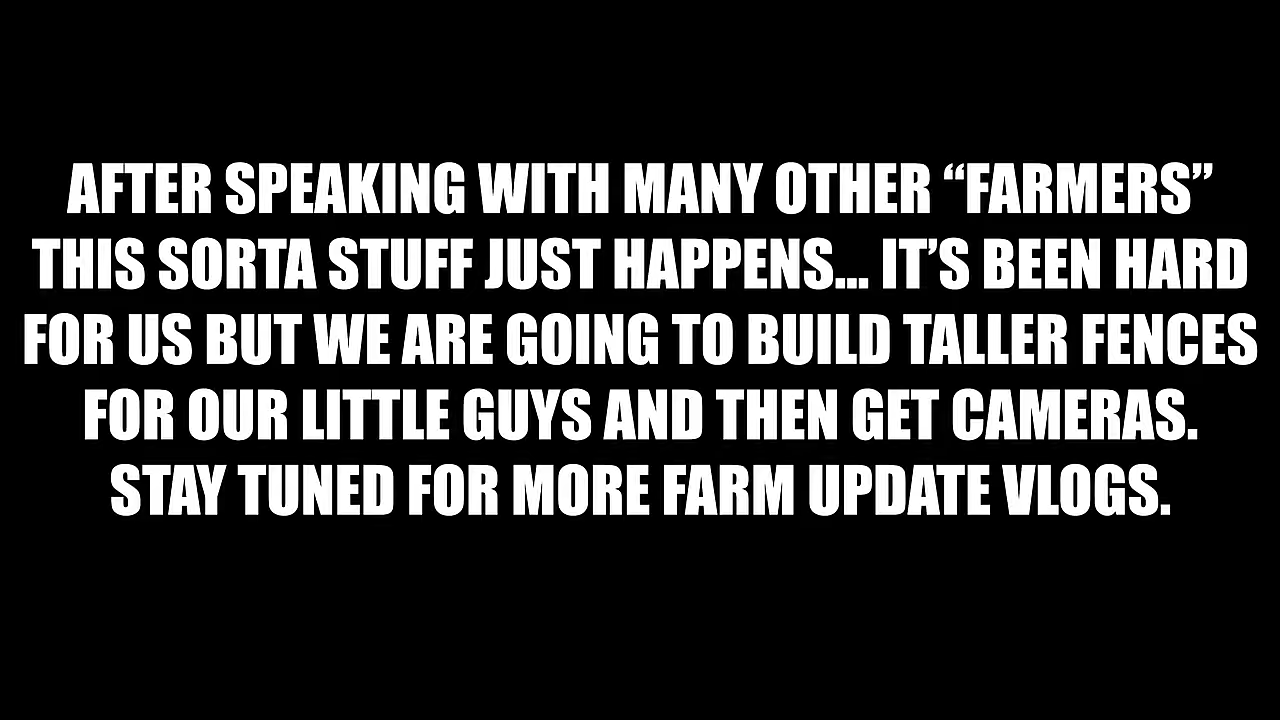 AFTER SPEAKING WITH MANY OTHER “FARMERS”
THIS SORTA STUFF JUST HAPPENS... IT’S BEEN HARD
FOR US BUT WE ARE GOING TO BUILD TALLER FENCES
FOR OUR LITTLE GUYS AND THEN GET CAMERAS.
STAY TUNED FOR MORE FARM UPDATE VLOGS.